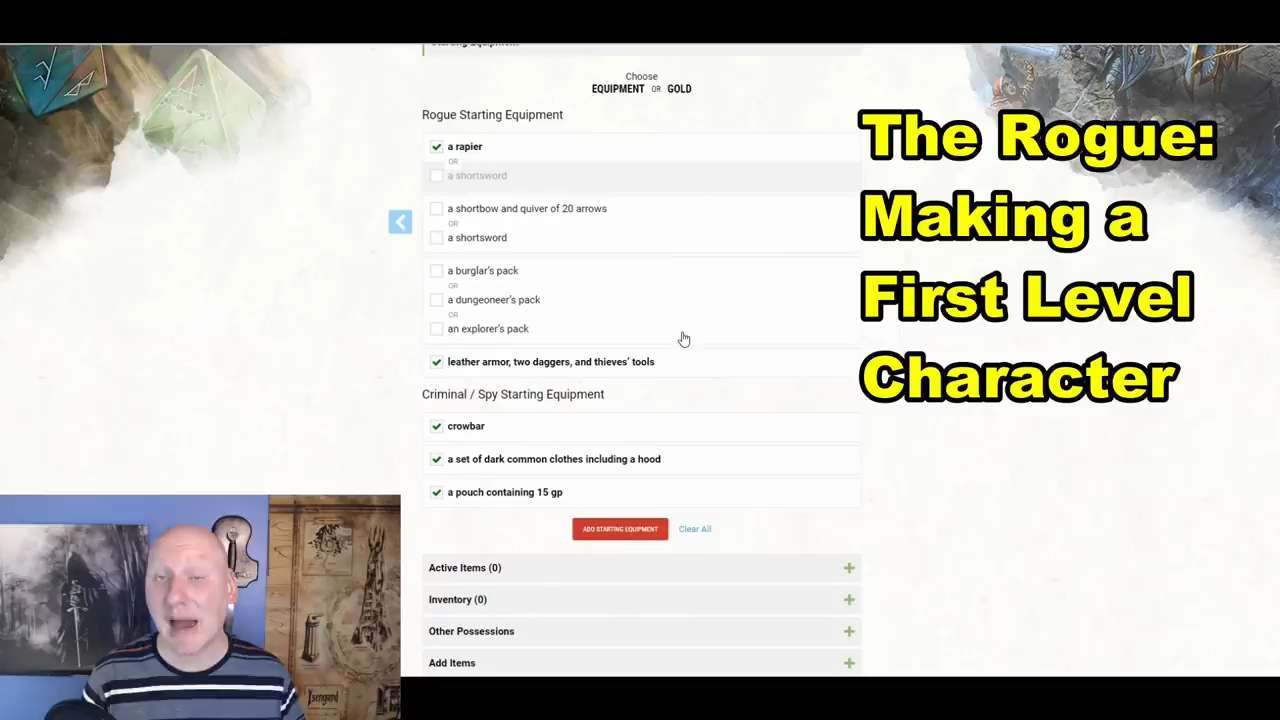 Starting Equipment
Choose
EQUIPMENT OR GOLD
Rogue Starting Equipment
a rapier
OR
a shortsword
a shortbow and quiver of 20 arrows
OR
a shortsword
a burglar's pack
OR
a dungeoneer's pack
OR
an explorer's pack
leather armor, two daggers, and thieves' tools
Criminal / Spy Starting Equipment
crowbar
a set of dark common clothes including a hood
a pouch containing 15 gp
ADD STARTING EQUIPMENT Clear All
Active Items (0)
Inventory (0)
Other Possessions
Add Items
The Rogue:
Making a
First Level
Character
Isengard